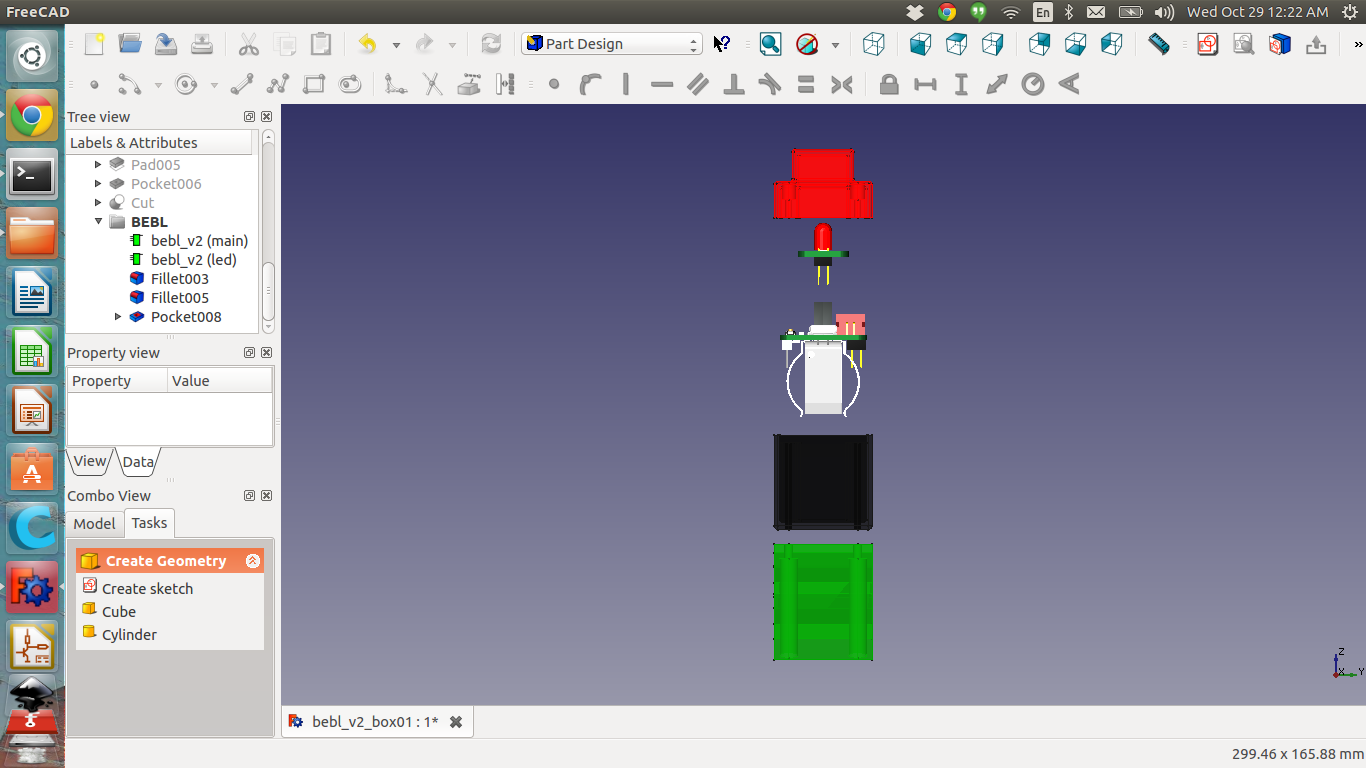 FreeCAD
En
Wed Oct 29 12:22 AM
Part Design
»
Tree view
Labels & Attributes
Pad005
Pocket006
Cut
BEBL
bebl_v2 (main)
bebl_v2 (led)
Fillet003
Fillet005
Pocket008
Property view
Property
Value
View
Data
Combo View
Model
Tasks
Create Geometry
Create sketch
Cube
Cylinder
Z
X
Y
bebl_v2_box01 : 1*
299.46 x 165.88 mm